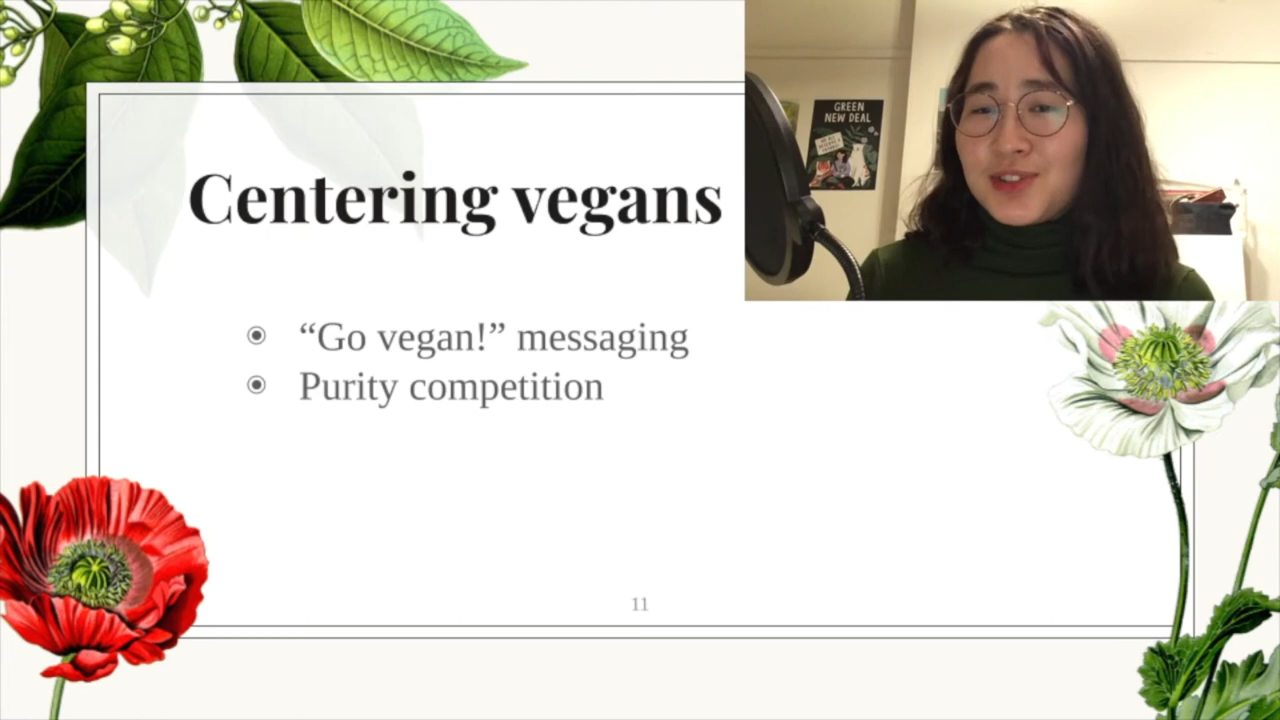 GREEN
NEW DEAL
Centering vegans
“Go vegan!” messaging
Purity competition
11